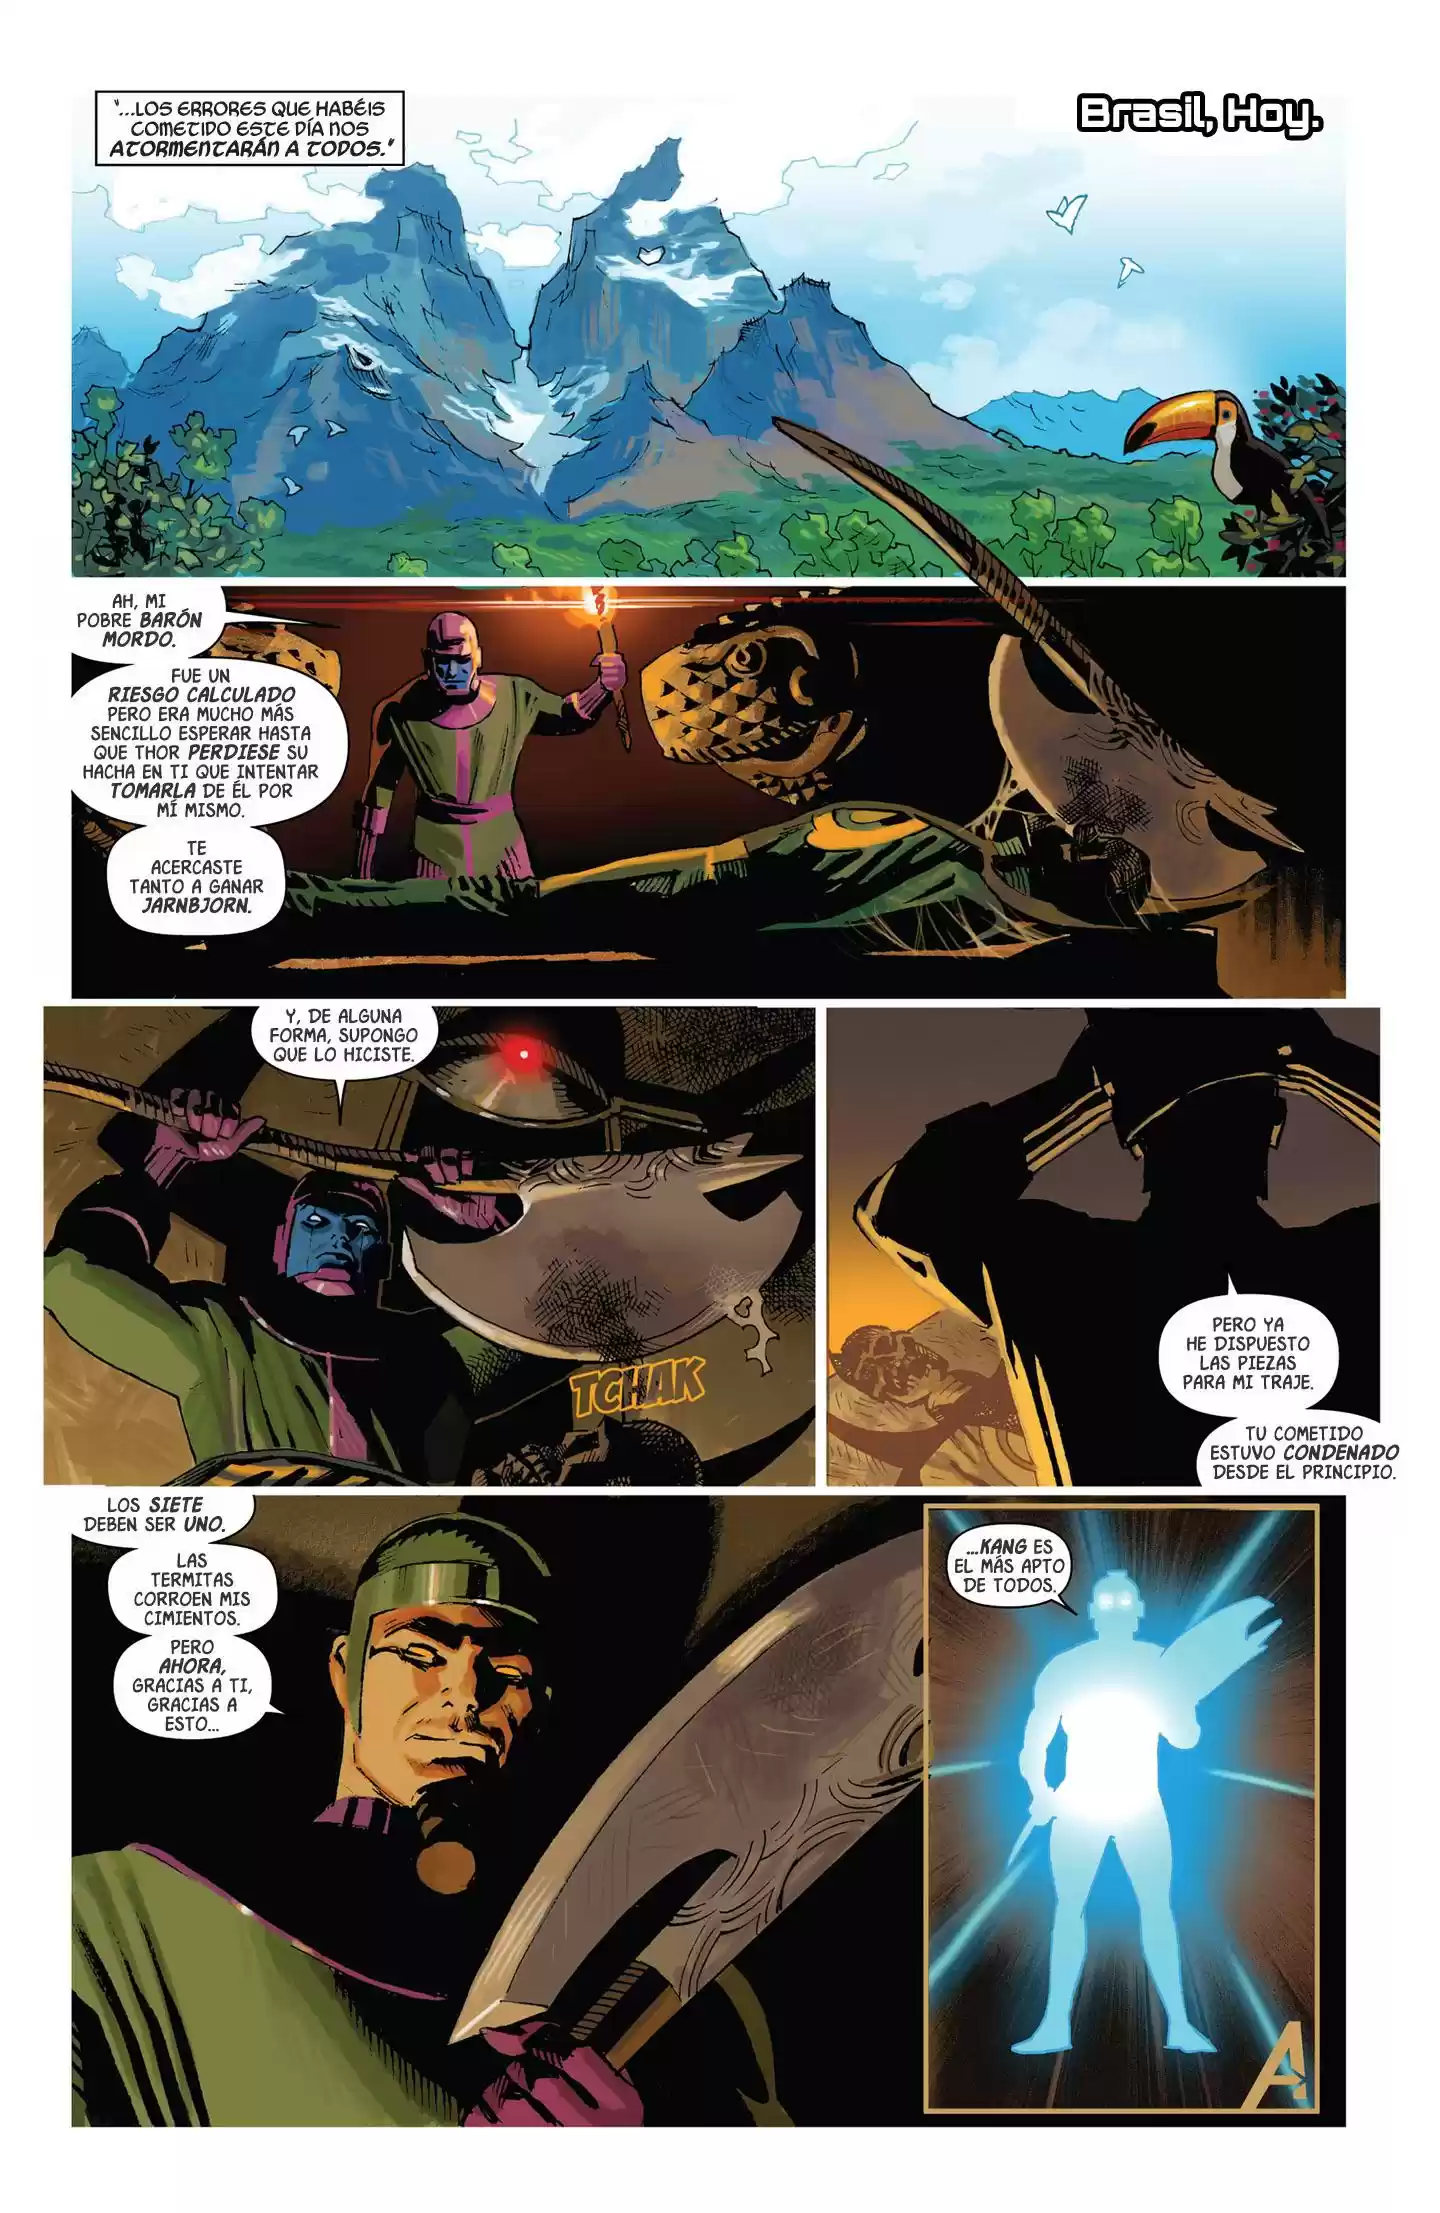 "...LOS ERRORES QUE HABÉIS
COMETIDO ESTE DÍA NOS
ATORMENTARÁN A TODOS."
Brasil, Hoy.
AH, MI
POBRE BARÓN
MORDO.
FUE UN
RIESGO CALCULADO
PERO ERA MUCHO MÁS
SENCILLO ESPERAR HASTA
QUE THOR PERDIESE SU
HACHA EN TI QUE INTENTAR
TOMARLA DE ÉL POR
MÍ MISMO.
TE
ACERCASTE
TANTO A GANAR
JARNBJORN.
Y, DE ALGUNA
FORMA, SUPONGO
QUE LO HICISTE.
TCHAK
PERO YA
HE DISPUESTO
LAS PIEZAS
PARA MI TRAJE.
TU COMETIDO
ESTUVO CONDENADO
DESDE EL PRINCIPIO.
LOS SIETE
DEBEN SER UNO.
LAS
TERMITAS
CORROEN MIS
CIMIENTOS.
PERO
AHORA,
GRACIAS A TI,
GRACIAS A
ESTO...
...KANG ES
EL MÁS APTO
DE TODOS.
A